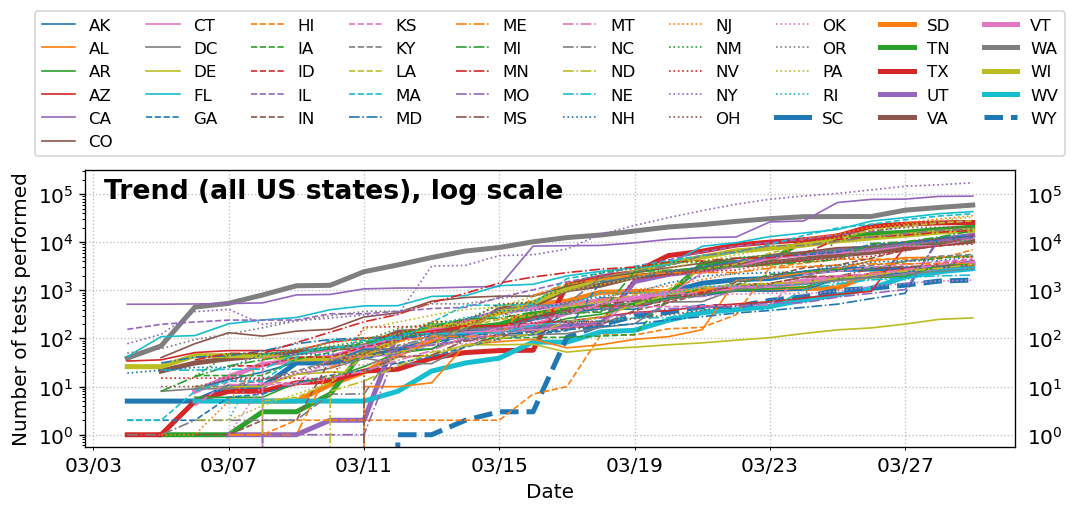 AK CT HI KS ME MT NJ OK SD VT
AL DC IA KY MI NC NM OR TN WA
AR DE ID LA MN ND NV PA TX WI
AZ FL IL MA MO NE NY RI UT WV
CA GA IN MD MS NH OH SC VA WY
CO
Trend (all US states), log scale
Number of tests performed
10⁵ 10⁵
10⁴ 10⁴
10³ 10³
10² 10²
10¹ 10¹
10⁰ 10⁰
03/03 03/07 03/11 03/15 03/19 03/23 03/27
Date